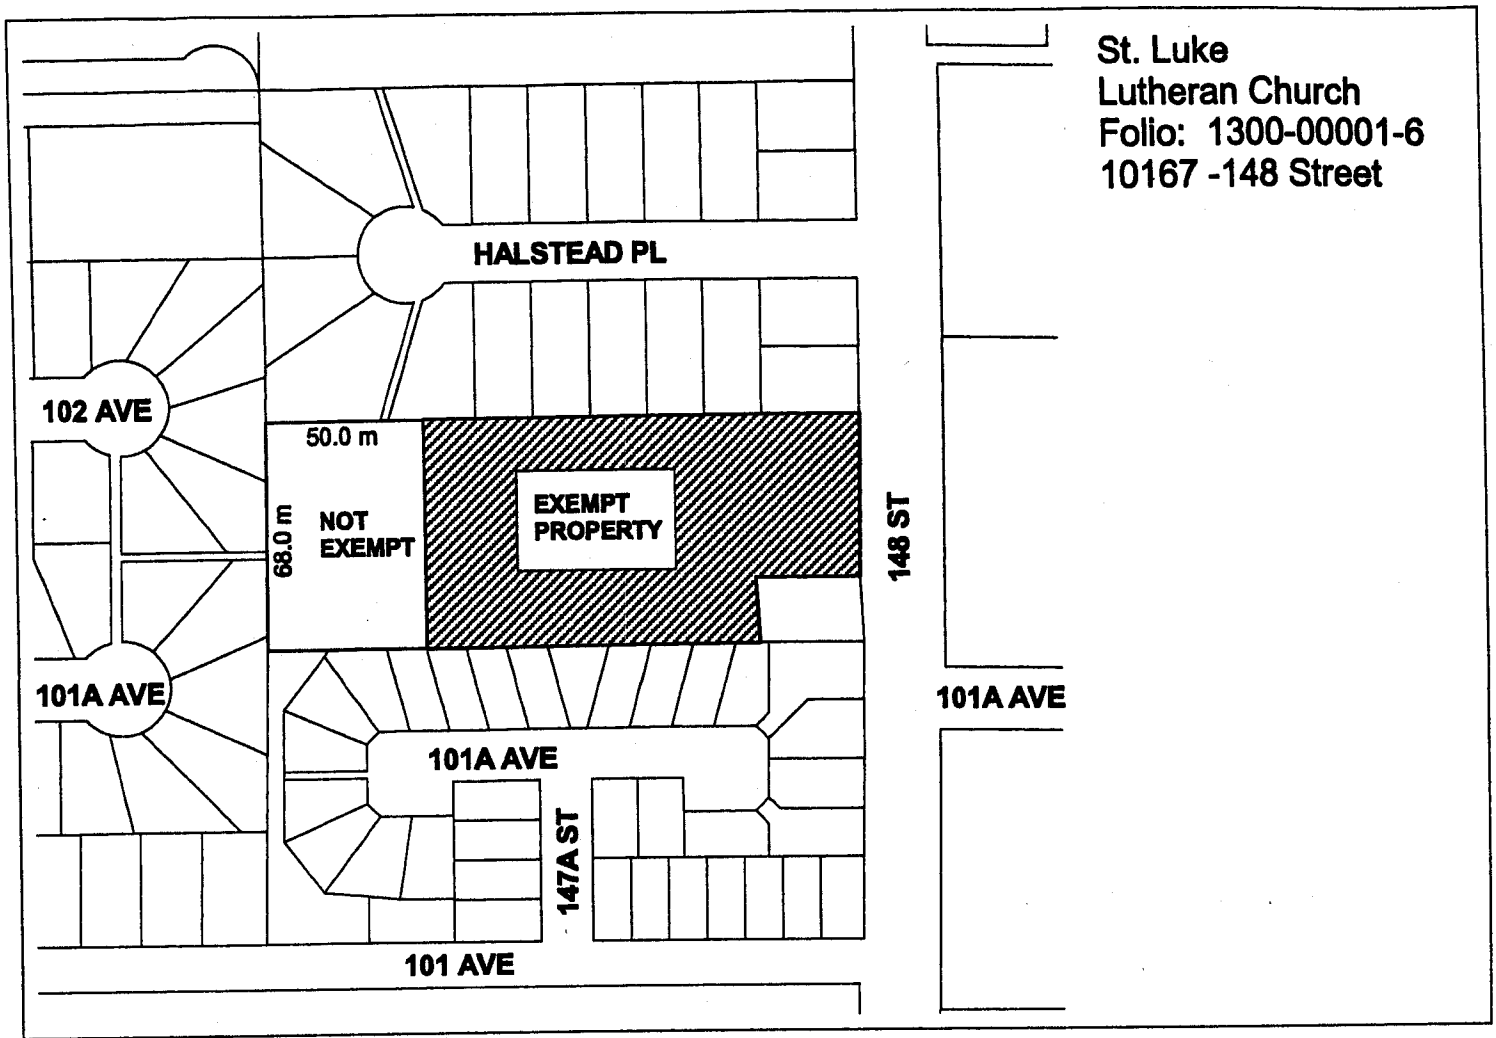 St. Luke
Lutheran Church
Folio: 1300-00001-6
10167 -148 Street
HALSTEAD PL
102 AVE
50.0 m
68.0 m
NOT
EXEMPT
EXEMPT
PROPERTY
148 ST
101A AVE
101A AVE
101A AVE
147A ST
101 AVE